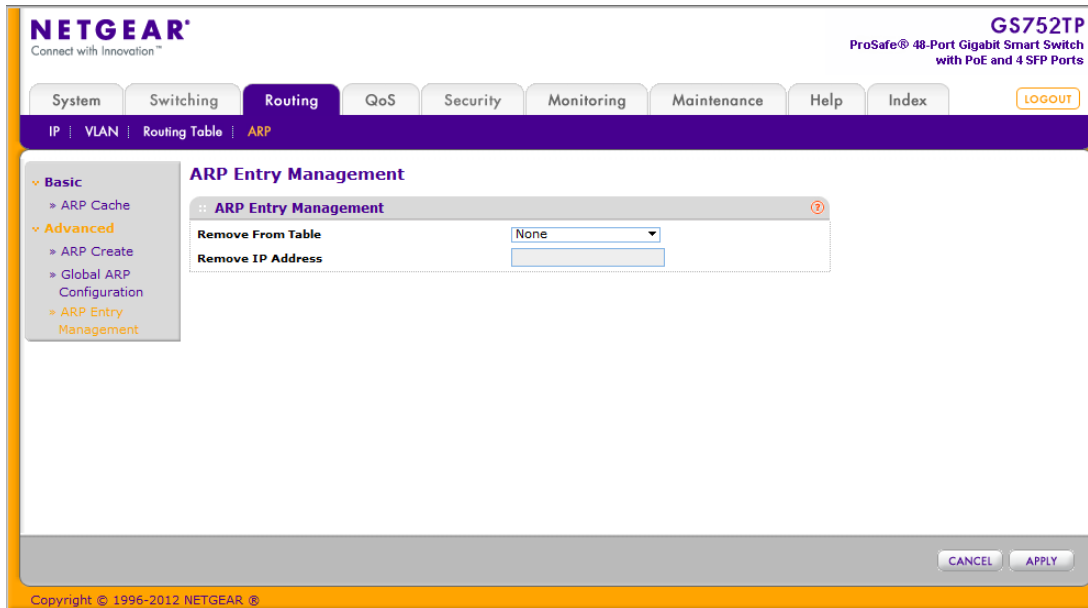 NETGEAR®
Connect with Innovation™
GS752TP
ProSafe® 48-Port Gigabit Smart Switch
with PoE and 4 SFP Ports
System Switching Routing QoS Security Monitoring Maintenance Help Index LOGOUT
IP VLAN Routing Table ARP
Basic
» ARP Cache
Advanced
» ARP Create
» Global ARP
Configuration
» ARP Entry
Management
ARP Entry Management
ARP Entry Management ?
Remove From Table None
Remove IP Address
CANCEL APPLY
Copyright © 1996-2012 NETGEAR ®